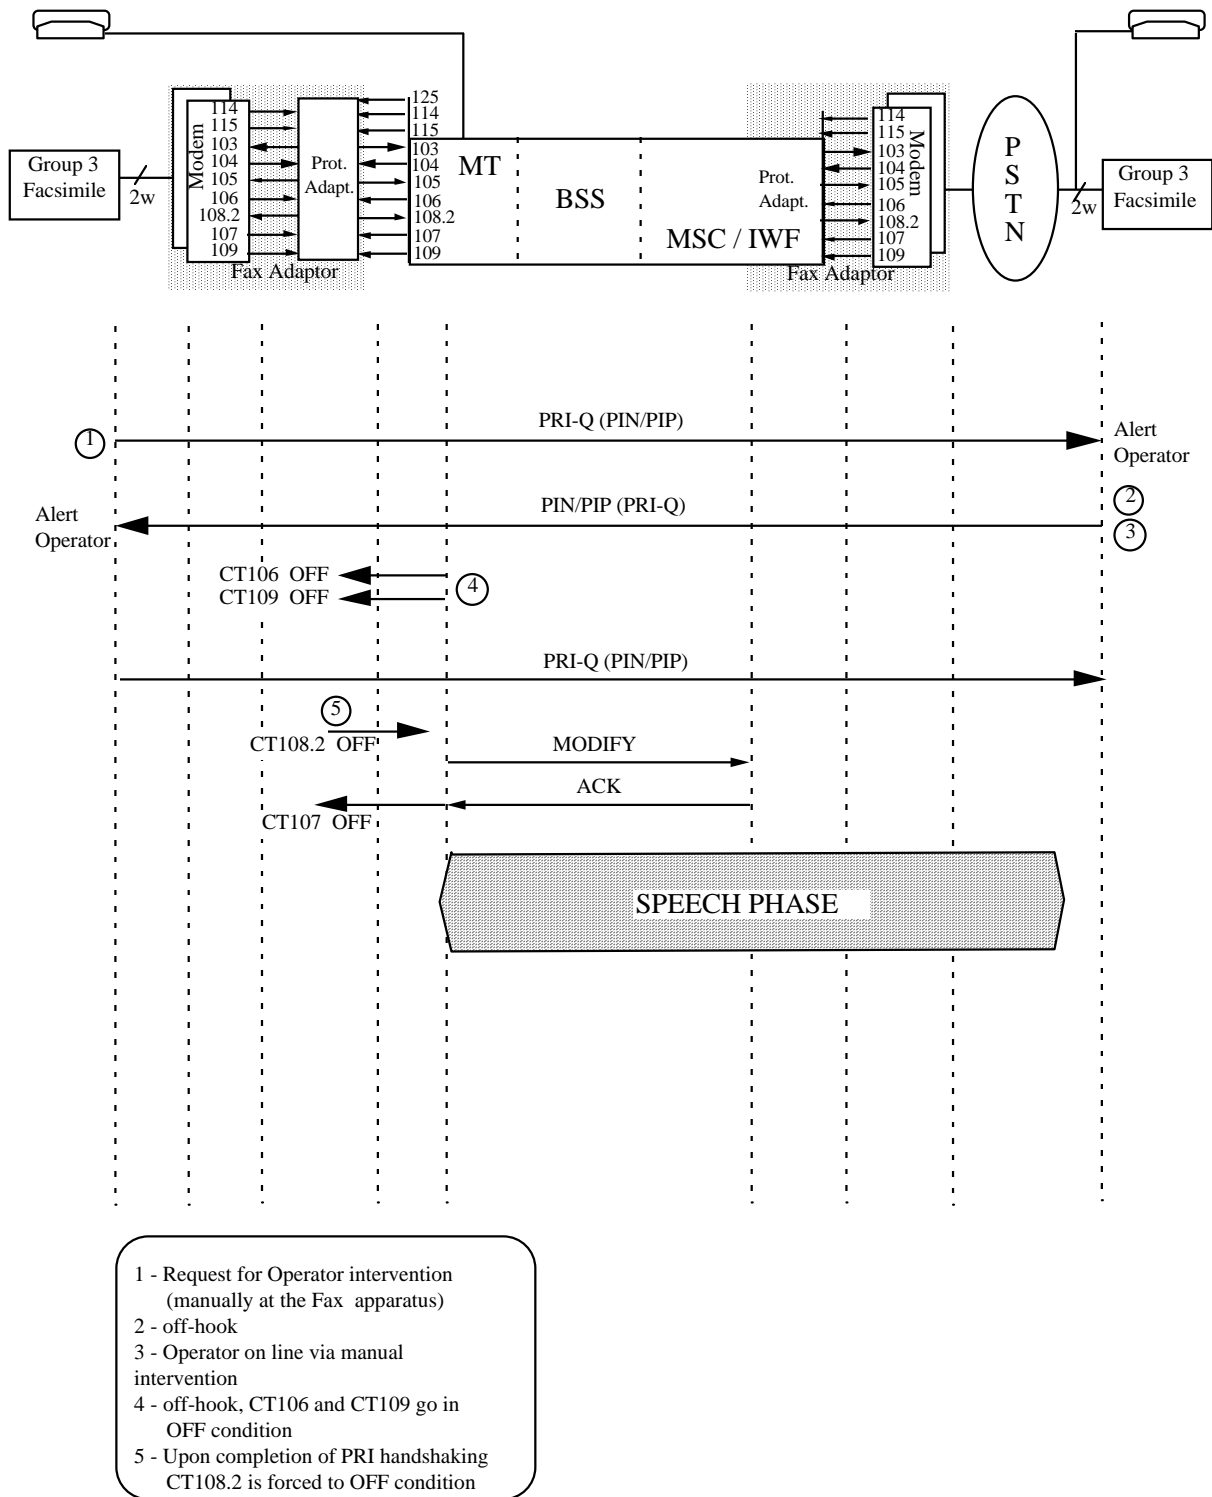 125
114
114
114
115
115
115
103
103
103
104
104
104
105
105
105
106
106
106
108.2
108.2
108.2
107
107
107
109
109
109
Modem
Prot.
Adapt.
MT
BSS
Prot.
Adapt.
MSC / IWF
Modem
P
S
T
N
Group 3
Facsimile
2w
Group 3
Facsimile
2w
Fax Adaptor
Fax Adaptor
PRI-Q (PIN/PIP)
1
Alert
Operator
2
PIN/PIP (PRI-Q)
Alert
Operator
3
CT106 OFF
4
CT109 OFF
PRI-Q (PIN/PIP)
5
CT108.2 OFF
MODIFY
ACK
CT107 OFF
SPEECH PHASE
1 - Request for Operator intervention
(manually at the Fax apparatus)
2 - off-hook
3 - Operator on line via manual
intervention
4 - off-hook, CT106 and CT109 go in
OFF condition
5 - Upon completion of PRI handshaking
CT108.2 is forced to OFF condition